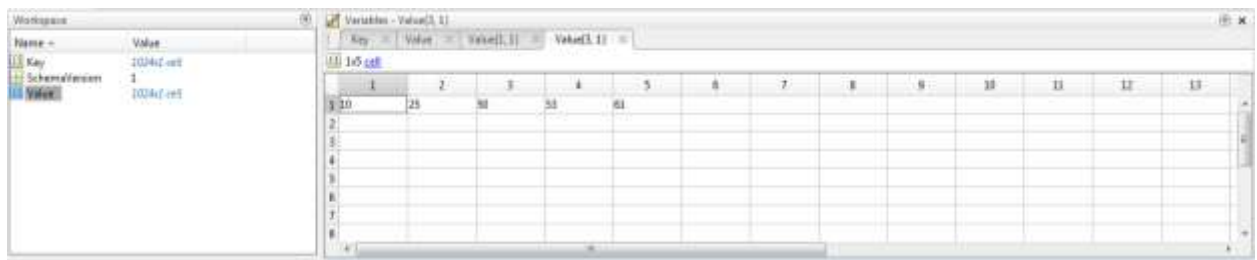 Workspace
Name Value
Key 1024x1 cell
SchemaVersion 1
Value 1024x1 cell
Variables - Value{3, 1}
Key Value Value{1, 1} Value{3, 1}
1x5 cell
1 2 3 4 5 6 7 8 9 10 11 12 13
1 10 25 53 61
2
3
4
5
6
7
8